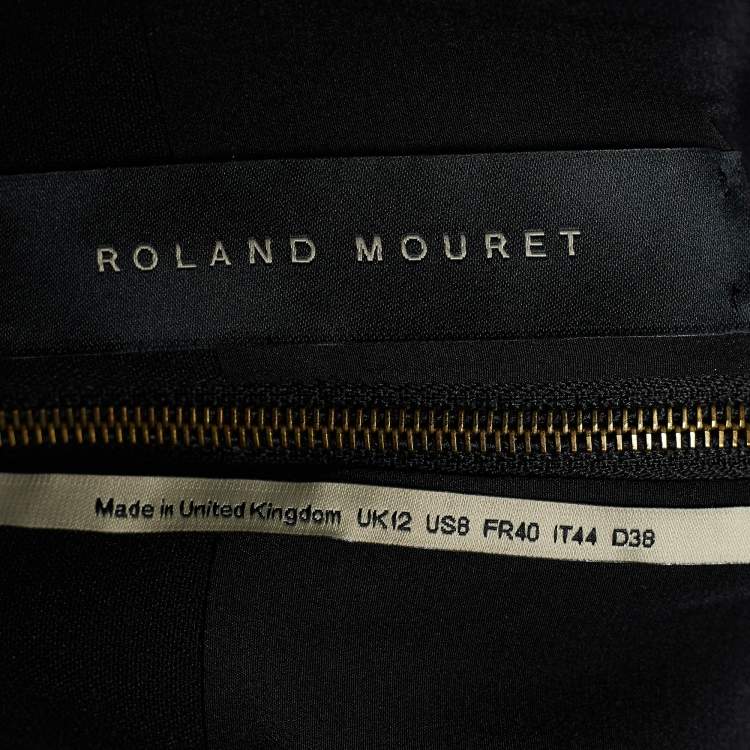 ROLAND MOURET
Made in United Kingdom UK12 US8 FR40 IT44 D38